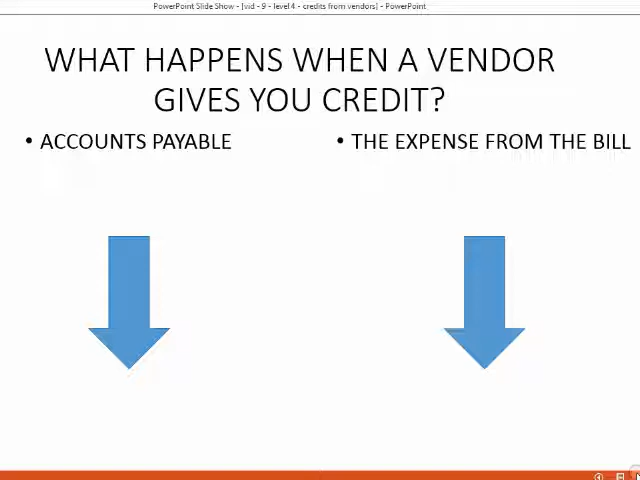 PowerPoint Slide Show - [vid - 9 - level 4 - credits from vendors] - PowerPoint
WHAT HAPPENS WHEN A VENDOR
GIVES YOU CREDIT?
• ACCOUNTS PAYABLE
• THE EXPENSE FROM THE BILL